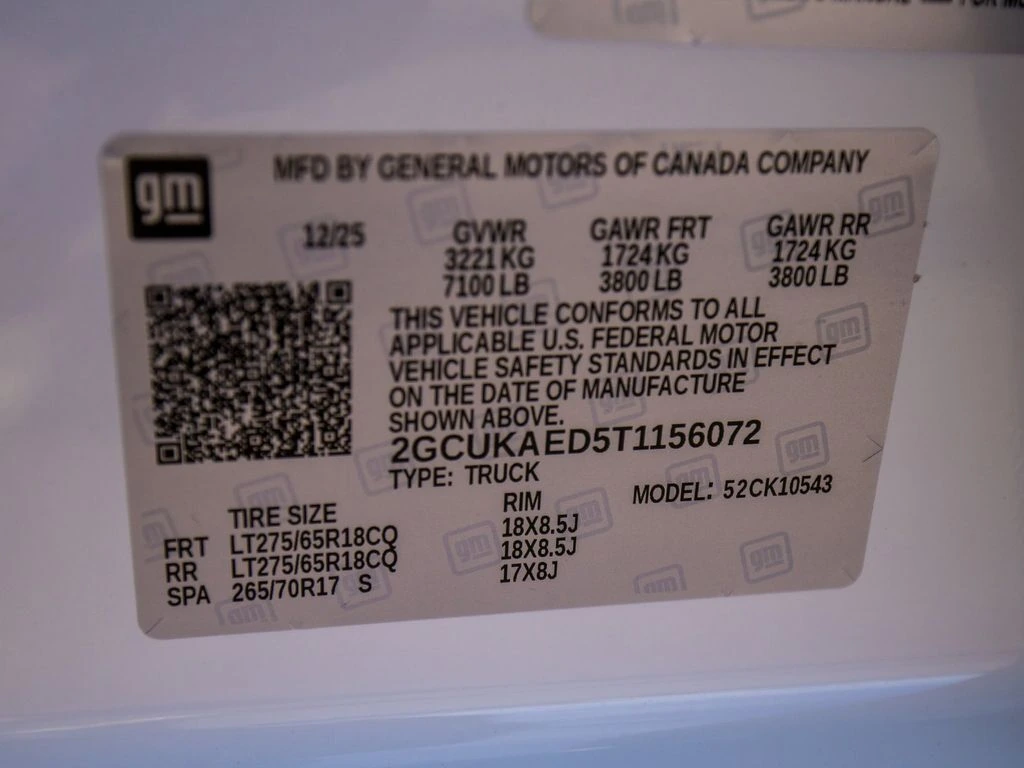 gm
MFD BY GENERAL MOTORS OF CANADA COMPANY
12/25 GVWR GAWR FRT GAWR RR
3221 KG 1724 KG 1724 KG
7100 LB 3800 LB 3800 LB
THIS VEHICLE CONFORMS TO ALL
APPLICABLE U.S. FEDERAL MOTOR
VEHICLE SAFETY STANDARDS IN EFFECT
ON THE DATE OF MANUFACTURE
SHOWN ABOVE.
2GCUKAED5T1156072
TYPE: TRUCK
MODEL: 52CK10543
TIRE SIZE RIM
FRT LT275/65R18CQ 18X8.5J
RR LT275/65R18CQ 18X8.5J
SPA 265/70R17 S 17X8J